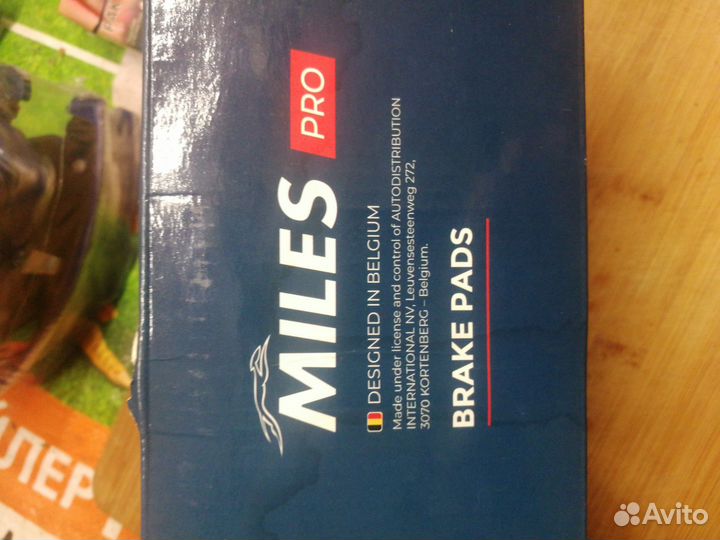 MILES PRO
DESIGNED IN BELGIUM
Made under license and control of AUTODISTRIBUTION
INTERNATIONAL NV, Leuvensesteenweg 272,
3070 KORTENBERG – Belgium.
BRAKE PADS
ЛЕР
Avito